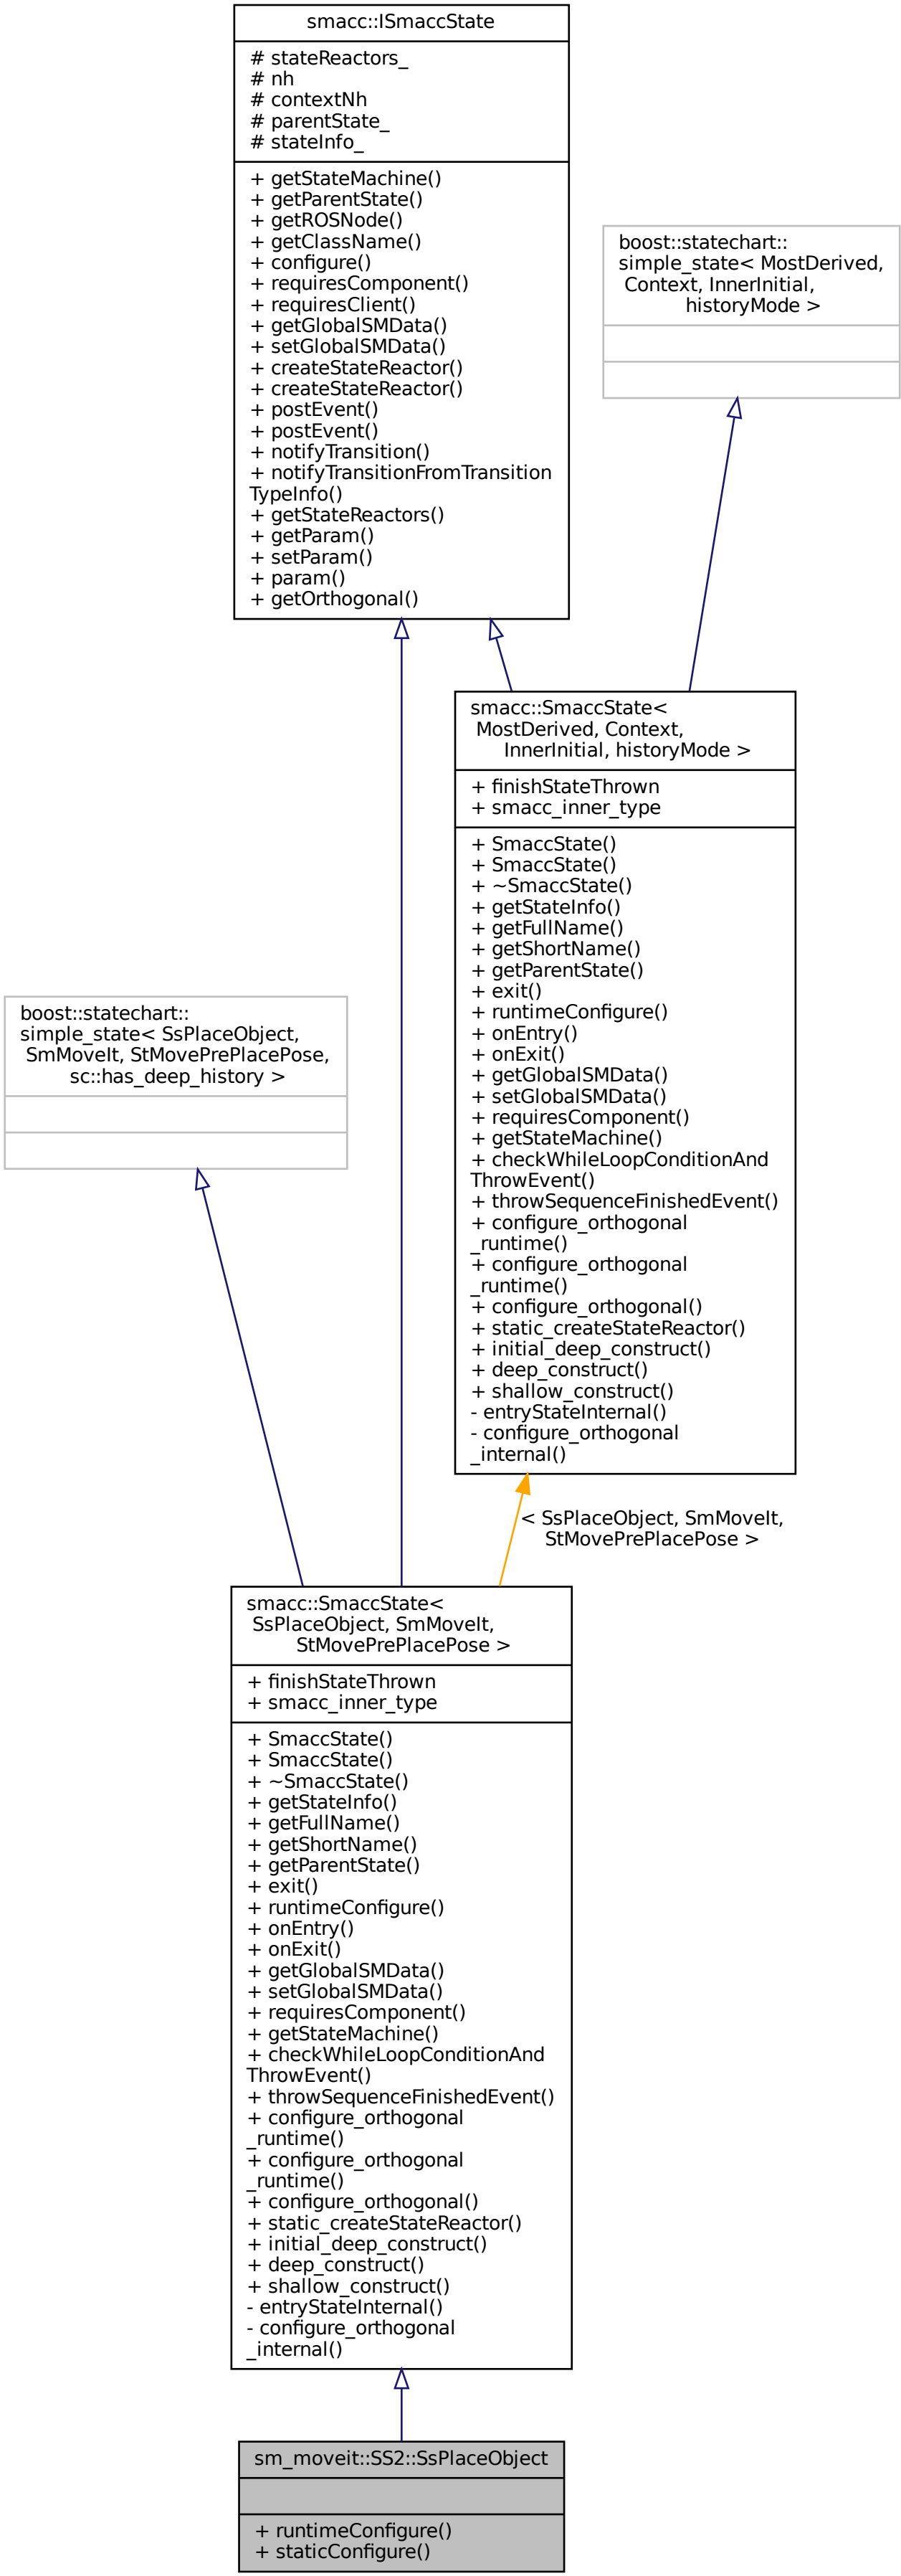 smacc::ISmaccState
# stateReactors_
# nh
# contextNh
# parentState_
# stateInfo_
+ getStateMachine()
+ getParentState()
+ getROSNode()
+ getClassName()
+ configure()
+ requiresComponent()
+ requiresClient()
+ getGlobalSMData()
+ setGlobalSMData()
+ createStateReactor()
+ createStateReactor()
+ postEvent()
+ postEvent()
+ notifyTransition()
+ notifyTransitionFromTransition
TypeInfo()
+ getStateReactors()
+ getParam()
+ setParam()
+ param()
+ getOrthogonal()
boost::statechart::
simple_state< MostDerived,
Context, InnerInitial,
historyMode >
smacc::SmaccState<
MostDerived, Context,
InnerInitial, historyMode >
+ finishStateThrown
+ smacc_inner_type
+ SmaccState()
+ SmaccState()
+ ~SmaccState()
+ getStateInfo()
+ getFullName()
+ getShortName()
+ getParentState()
+ exit()
+ runtimeConfigure()
+ onEntry()
+ onExit()
+ getGlobalSMData()
+ setGlobalSMData()
+ requiresComponent()
+ getStateMachine()
+ checkWhileLoopConditionAnd
ThrowEvent()
+ throwSequenceFinishedEvent()
+ configure_orthogonal
_runtime()
+ configure_orthogonal
_runtime()
+ configure_orthogonal()
+ static_createStateReactor()
+ initial_deep_construct()
+ deep_construct()
+ shallow_construct()
- entryStateInternal()
- configure_orthogonal
_internal()
boost::statechart::
simple_state< SsPlaceObject,
SmMoveIt, StMovePrePlacePose,
sc::has_deep_history >
< SsPlaceObject, SmMoveIt,
StMovePrePlacePose >
smacc::SmaccState<
SsPlaceObject, SmMoveIt,
StMovePrePlacePose >
+ finishStateThrown
+ smacc_inner_type
+ SmaccState()
+ SmaccState()
+ ~SmaccState()
+ getStateInfo()
+ getFullName()
+ getShortName()
+ getParentState()
+ exit()
+ runtimeConfigure()
+ onEntry()
+ onExit()
+ getGlobalSMData()
+ setGlobalSMData()
+ requiresComponent()
+ getStateMachine()
+ checkWhileLoopConditionAnd
ThrowEvent()
+ throwSequenceFinishedEvent()
+ configure_orthogonal
_runtime()
+ configure_orthogonal
_runtime()
+ configure_orthogonal()
+ static_createStateReactor()
+ initial_deep_construct()
+ deep_construct()
+ shallow_construct()
- entryStateInternal()
- configure_orthogonal
_internal()
sm_moveit::SS2::SsPlaceObject
+ runtimeConfigure()
+ staticConfigure()